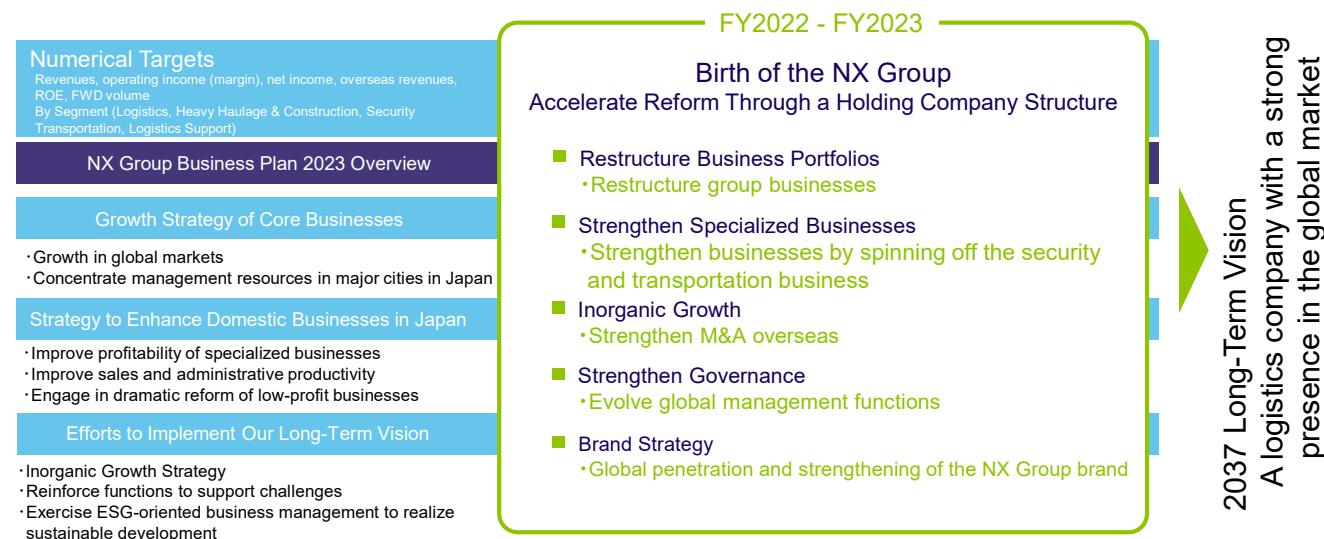 Numerical Targets
Revenues, operating income (margin), net income, overseas revenues,
ROE, FWD volume
By Segment (Logistics, Heavy Haulage & Construction, Security
Transportation, Logistics Support)
NX Group Business Plan 2023 Overview
Growth Strategy of Core Businesses
・Growth in global markets
・Concentrate management resources in major cities in Japan
Strategy to Enhance Domestic Businesses in Japan
・Improve profitability of specialized businesses
・Improve sales and administrative productivity
・Engage in dramatic reform of low-profit businesses
Efforts to Implement Our Long-Term Vision
・Inorganic Growth Strategy
・Reinforce functions to support challenges
・Exercise ESG-oriented business management to realize
sustainable development
FY2022 - FY2023
Birth of the NX Group
Accelerate Reform Through a Holding Company Structure
Restructure Business Portfolios
・Restructure group businesses
Strengthen Specialized Businesses
・Strengthen businesses by spinning off the security
and transportation business
Inorganic Growth
・Strengthen M&A overseas
Strengthen Governance
・Evolve global management functions
Brand Strategy
・Global penetration and strengthening of the NX Group brand
2037 Long-Term Vision
A logistics company with a strong
presence in the global market